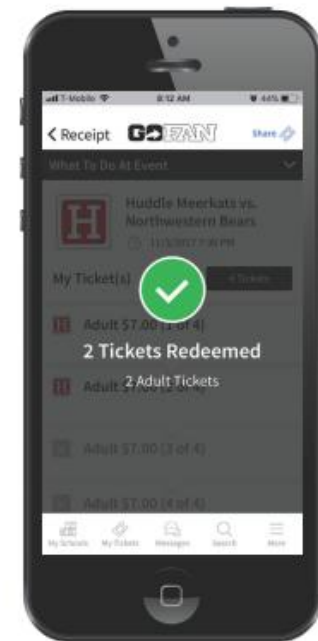 T-Mobile 8:12 AM 44%
Receipt GOFAN Share
What To Do At Event
H Huddle Meerkats vs.
Northwestern Bears
7:30 PM
My Ticket(s) 4 Tickets
H Adult $7.00 (1 of 4)
2 Tickets Redeemed
2 Adult Tickets
H Adult $7.00 (2 of 4)
Adult $7.00 (3 of 4)
Adult $7.00 (4 of 4)
My Schools My Tickets Messages Search More